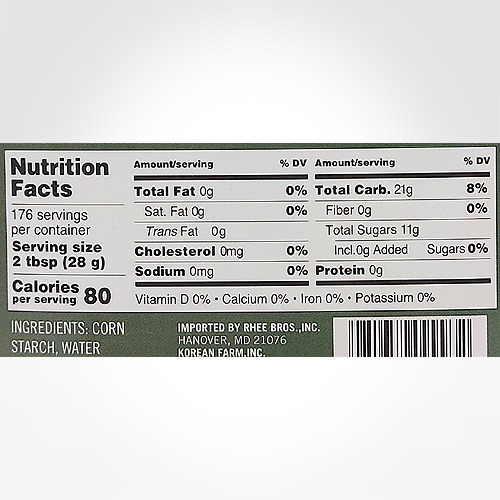 Nutrition
Facts
176 servings
per container
Serving size
2 tbsp (28 g)
Calories
per serving 80
Amount/serving % DV
Total Fat 0g 0%
Sat. Fat 0g 0%
Trans Fat 0g
Cholesterol 0mg 0%
Sodium 0mg 0%
Amount/serving % DV
Total Carb. 21g 8%
Fiber 0g 0%
Total Sugars 11g
Incl.0g Added Sugars 0%
Protein 0g
Vitamin D 0% • Calcium 0% • Iron 0% • Potassium 0%
INGREDIENTS: CORN
STARCH, WATER
IMPORTED BY RHEE BROS.,INC.
HANOVER, MD 21076
KOREAN FARM,INC.